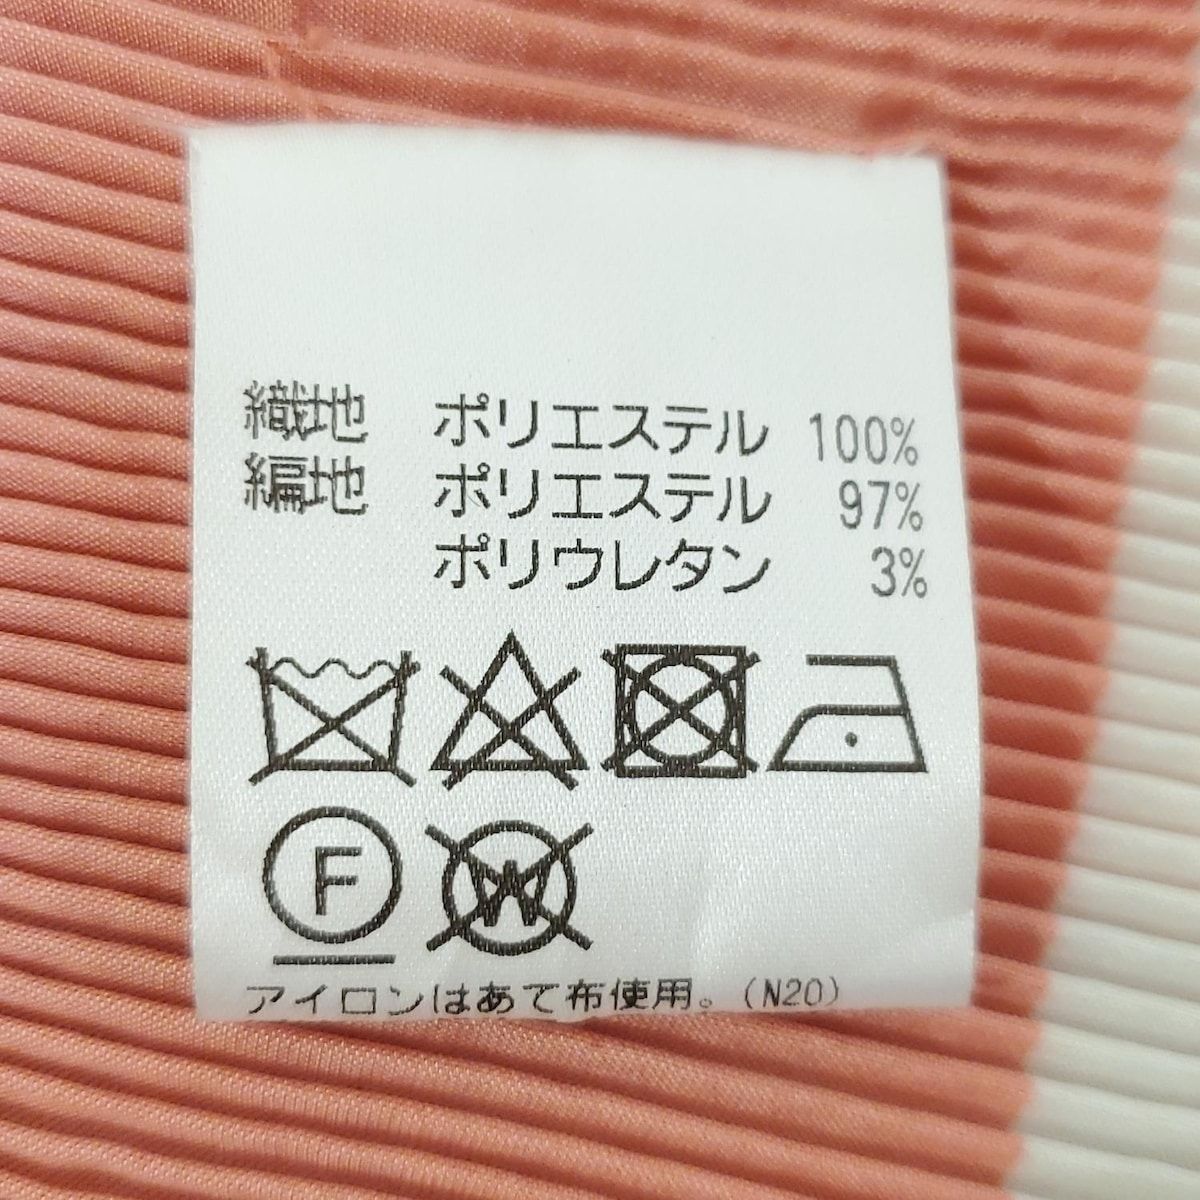 織地 ポリエステル 100%
編地 ポリエステル 97%
ポリウレタン 3%
F W
アイロンはあて布使用。(N20)